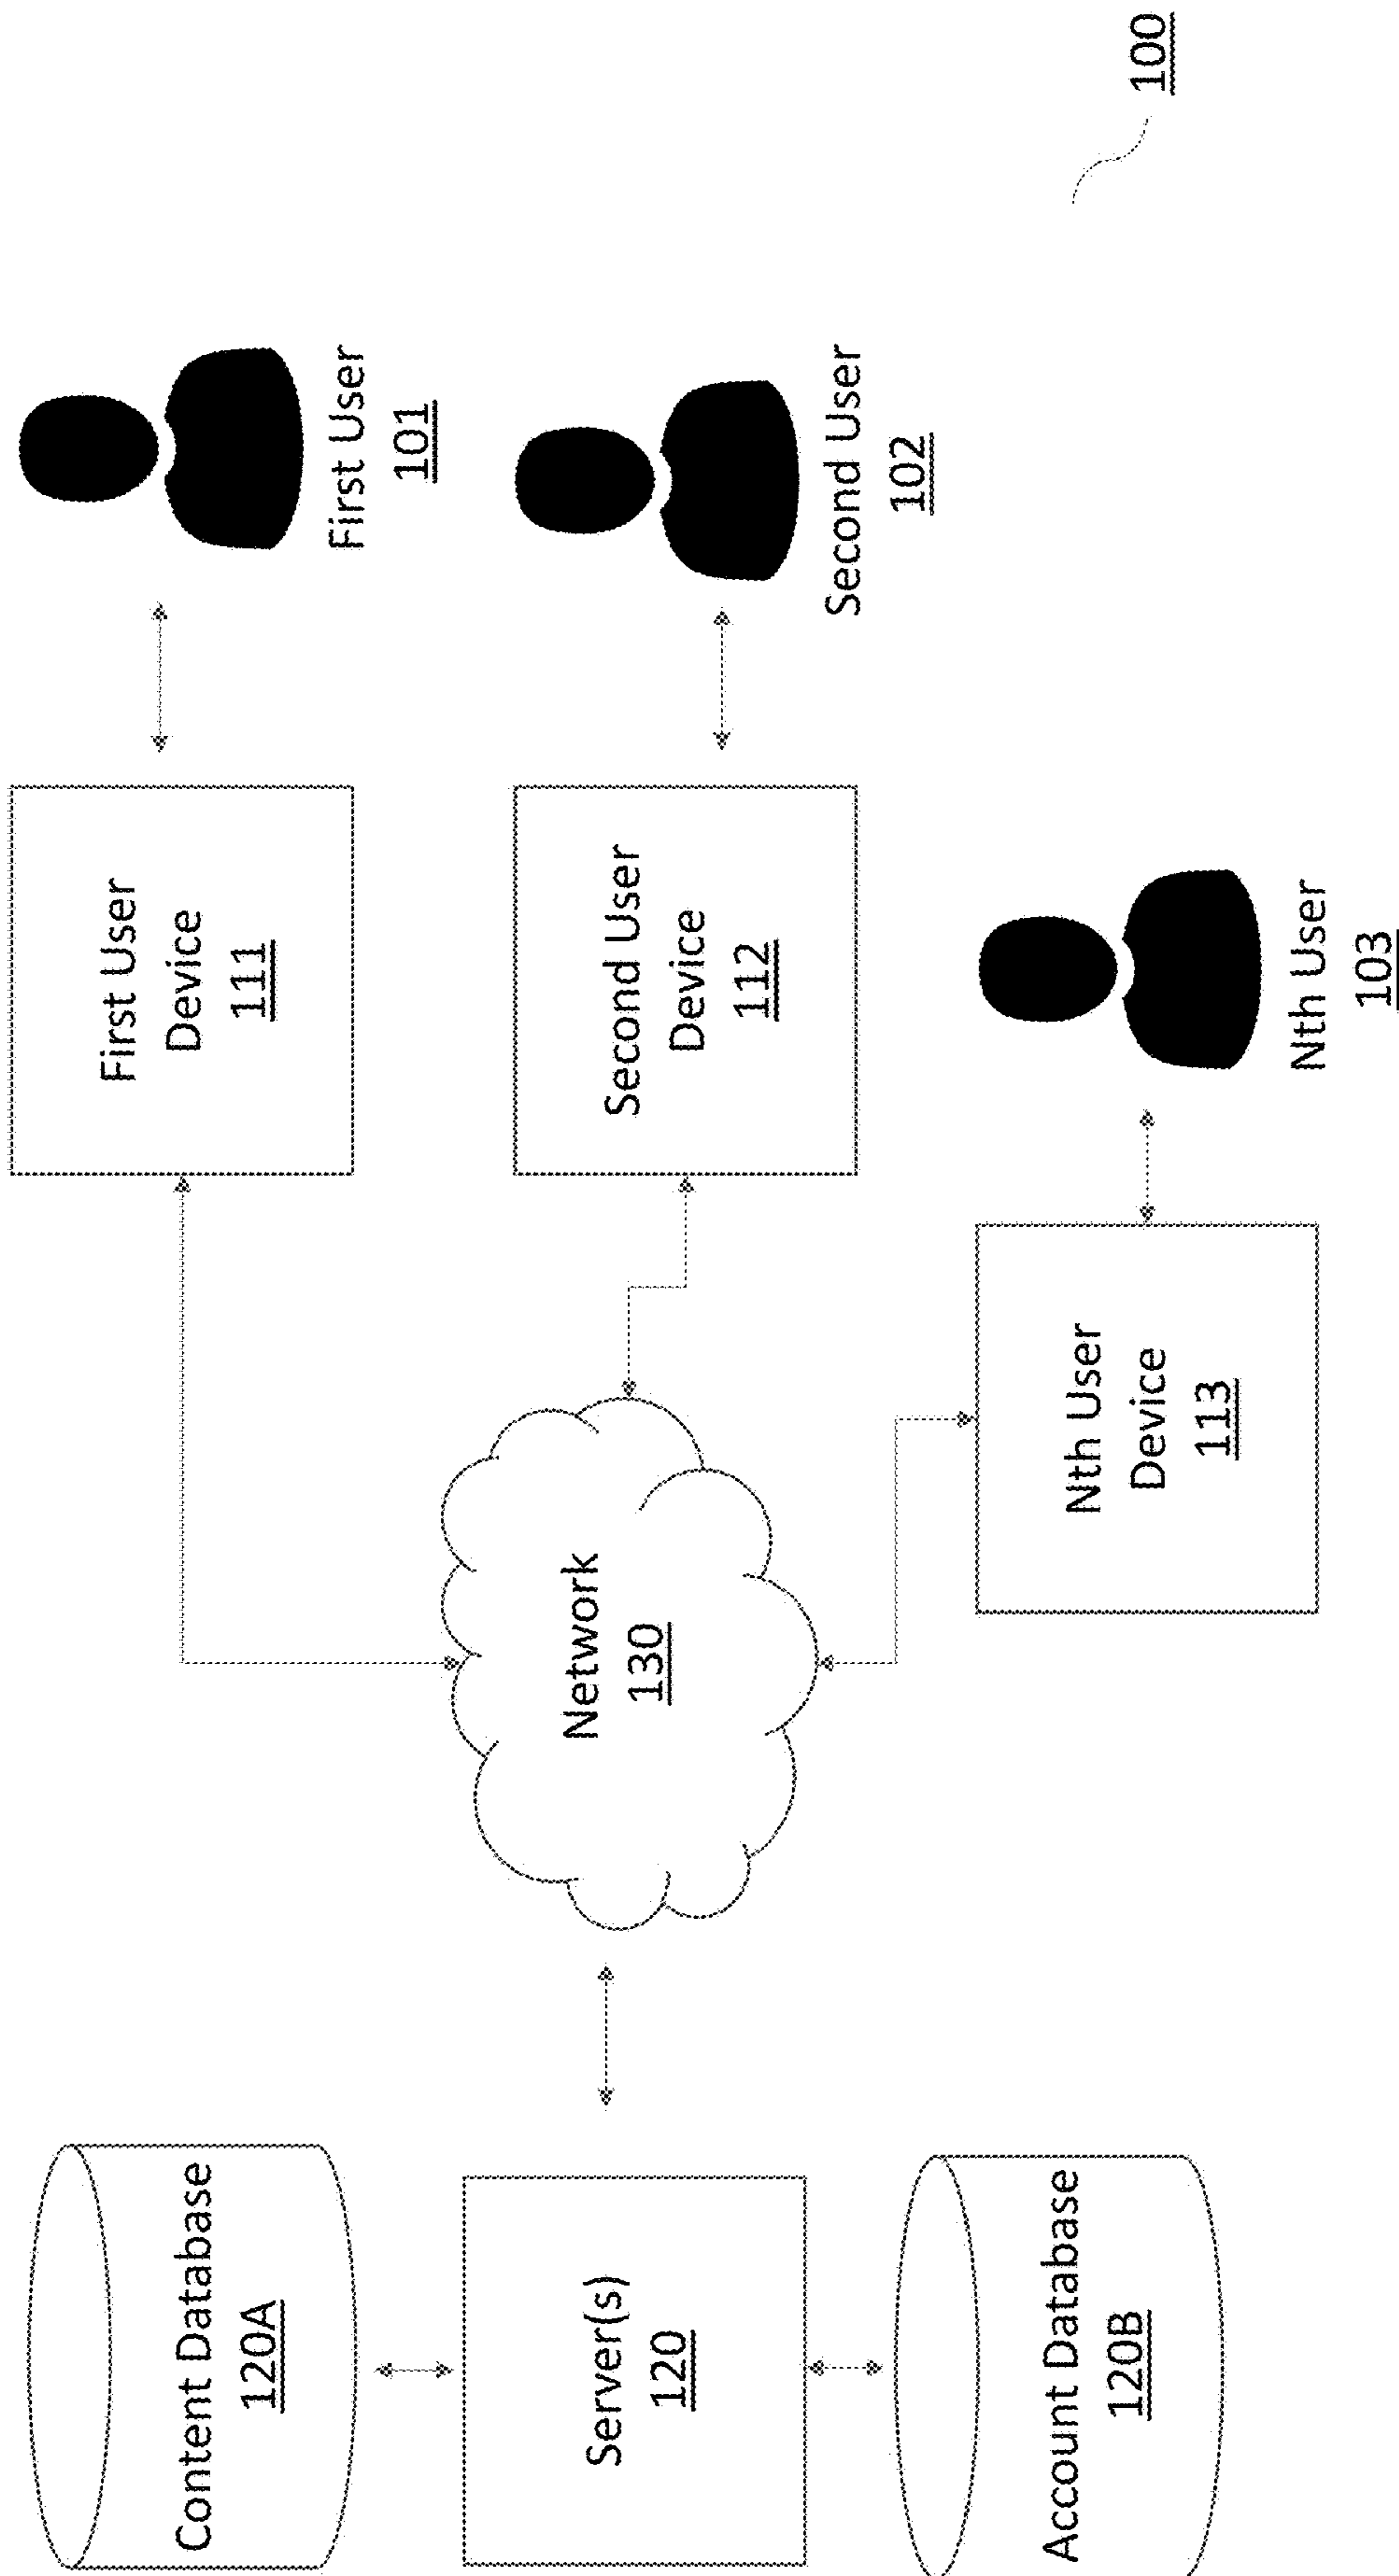 Content Database
120A
Server(s)
120
Account Database
120B
Network
130
First User
Device
111
Second User
Device
112
Nth User
Device
113
First User
101
Second User
102
Nth User
103
100